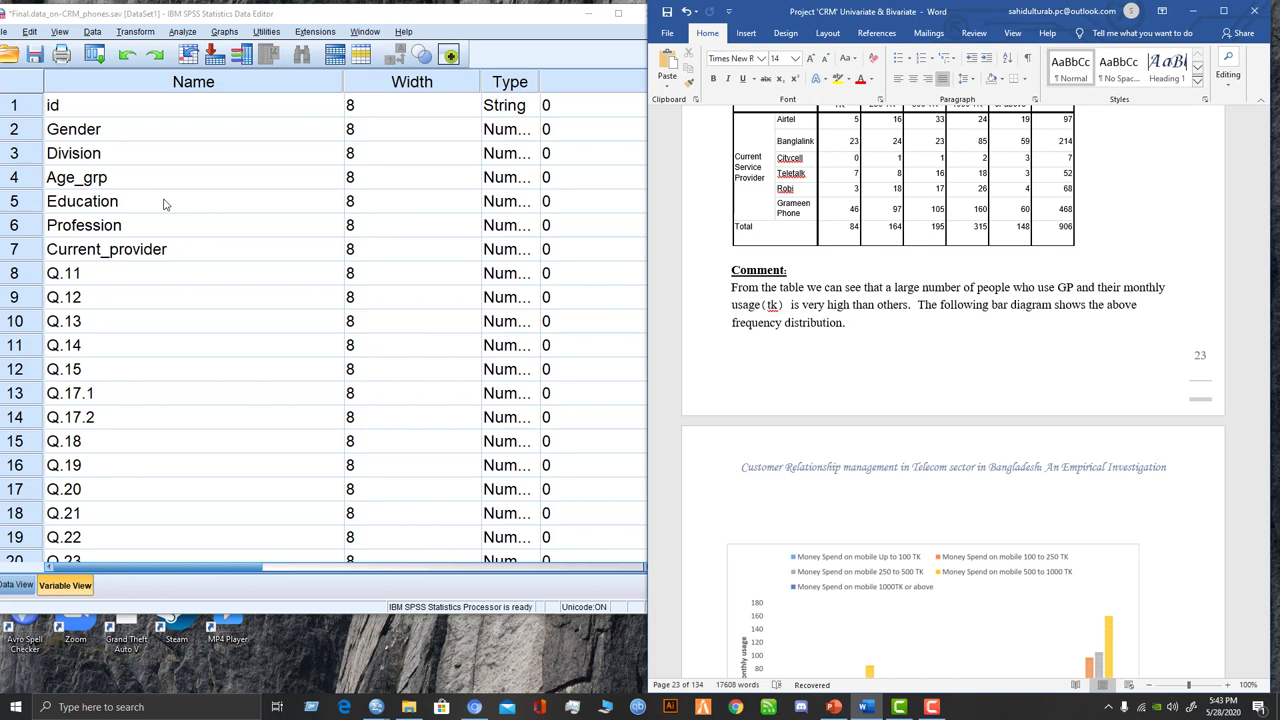 *Final.data_on-CRM_phones.sav [DataSet1] - IBM SPSS Statistics Data Editor
Edit View Data Transform Analyze Graphs Utilities Extensions Window Help
Name Width Type
1 id 8 String 0
2 Gender 8 Num... 0
3 Division 8 Num... 0
4 Age_grp 8 Num... 0
5 Education 8 Num... 0
6 Profession 8 Num... 0
7 Current_provider 8 Num... 0
8 Q.11 8 Num... 0
9 Q.12 8 Num... 0
10 Q.13 8 Num... 0
11 Q.14 8 Num... 0
12 Q.15 8 Num... 0
13 Q.17.1 8 Num... 0
14 Q.17.2 8 Num... 0
15 Q.18 8 Num... 0
16 Q.19 8 Num... 0
17 Q.20 8 Num... 0
18 Q.21 8 Num... 0
19 Q.22 8 Num... 0
20 Q.23 8 Num... 0
Data View Variable View
IBM SPSS Statistics Processor is ready Unicode:ON
Avro Spell Checker
Zoom
Grand Theft Auto V
Steam
MP4 Player
Project 'CRM' Univariate & Bivariate - Word
File Home Insert Design Layout References Mailings Review View Help Tell me what you want to do Share
Paste
Times New R 14
AaBbCc AaBbCc AaBb
¶ Normal ¶ No Spac... Heading 1
Editing
Clipboard Font Paragraph Styles
Current Service Provider
Airtel 5 16 33 24 19 97
Banglalink 23 24 23 85 59 214
Citycell 0 1 1 2 3 7
Teletalk 7 8 16 18 3 52
Robi 3 18 17 26 4 68
Grameen Phone 46 97 105 160 60 468
Total 84 164 195 315 148 906
Comment:
From the table we can see that a large number of people who use GP and their monthly
usage(tk) is very high than others. The following bar diagram shows the above
frequency distribution.
23
Customer Relationship management in Telecom sector in Bangladesh: An Empirical Investigation
Money Spend on mobile Up to 100 TK Money Spend on mobile 100 to 250 TK
Money Spend on mobile 250 to 500 TK Money Spend on mobile 500 to 1000 TK
Money Spend on mobile 1000TK or above
180
160
140
120
100
80
monthly usage
Page 23 of 134 17608 words Recovered 100%
Type here to search
5:43 PM
5/28/2020